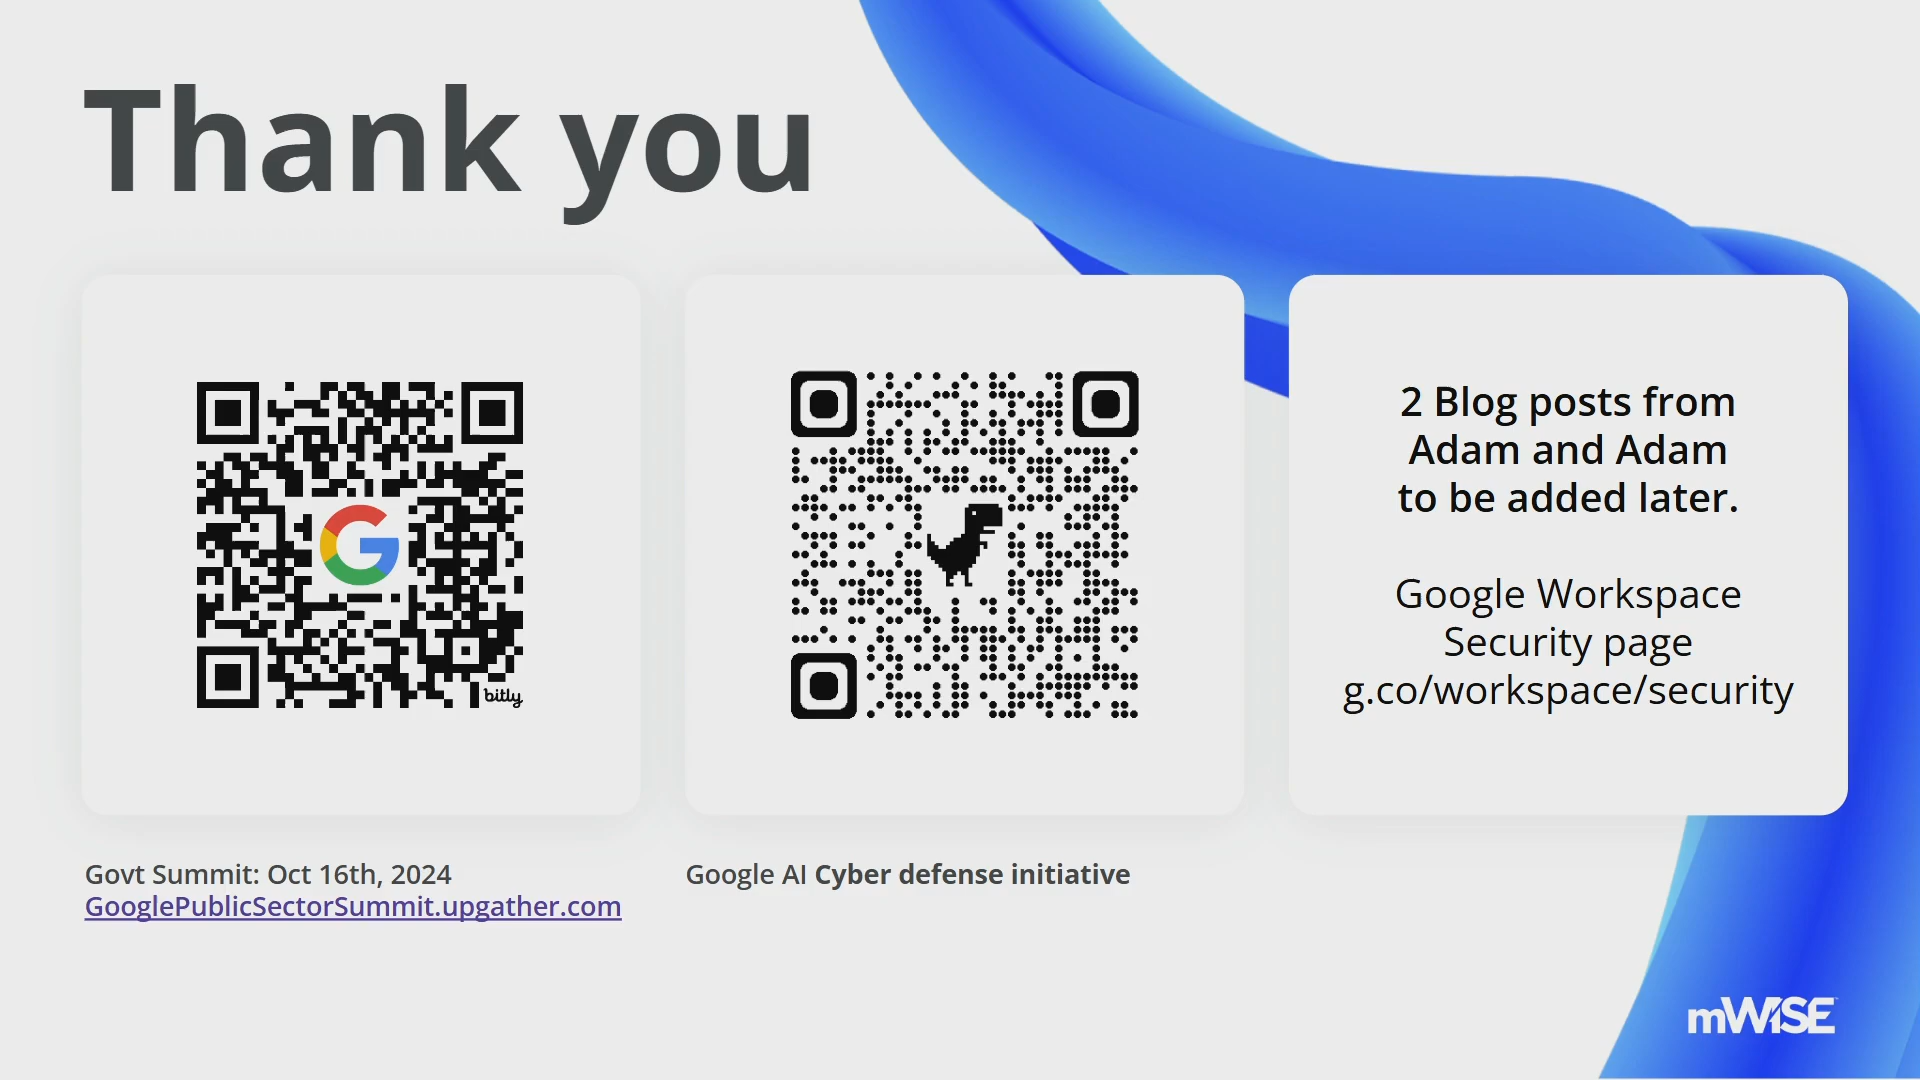 Thank you
bitly
2 Blog posts from
Adam and Adam
to be added later.
Google Workspace
Security page
g.co/workspace/security
Govt Summit: Oct 16th, 2024
GooglePublicSectorSummit.upgather.com
Google AI Cyber defense initiative
mWISE